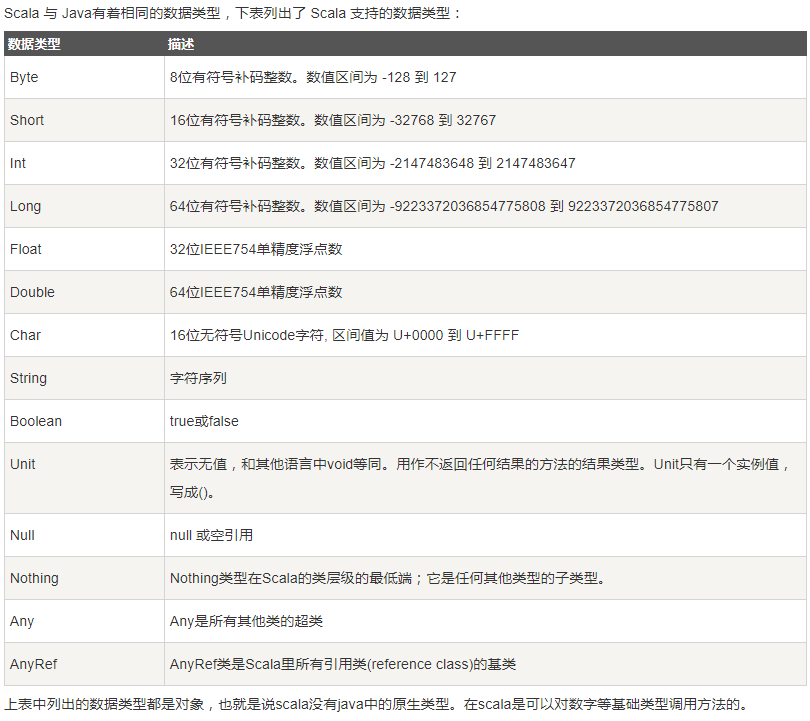 Scala 与 Java有着相同的数据类型，下表列出了 Scala 支持的数据类型：
数据类型 描述
Byte 8位有符号补码整数。数值区间为 -128 到 127
Short 16位有符号补码整数。数值区间为 -32768 到 32767
Int 32位有符号补码整数。数值区间为 -2147483648 到 2147483647
Long 64位有符号补码整数。数值区间为 -9223372036854775808 到 9223372036854775807
Float 32位IEEE754单精度浮点数
Double 64位IEEE754单精度浮点数
Char 16位无符号Unicode字符, 区间值为 U+0000 到 U+FFFF
String 字符序列
Boolean true或false
Unit 表示无值，和其他语言中void等同。用作不返回任何结果的方法的结果类型。Unit只有一个实例值，
写成()。
Null null 或空引用
Nothing Nothing类型在Scala的类层级的最低端；它是任何其他类型的子类型。
Any Any是所有其他类的超类
AnyRef AnyRef类是Scala里所有引用类(reference class)的基类
上表中列出的数据类型都是对象，也就是说scala没有java中的原生类型。在scala是可以对数字等基础类型调用方法的。